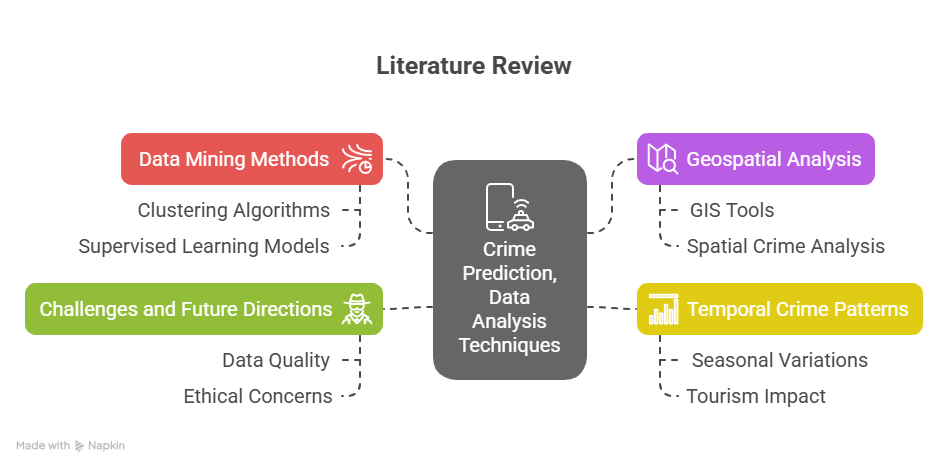 Literature Review
Data Mining Methods
Clustering Algorithms
Supervised Learning Models
Challenges and Future Directions
Data Quality
Ethical Concerns
Crime
Prediction,
Data
Analysis
Techniques
Geospatial Analysis
GIS Tools
Spatial Crime Analysis
Temporal Crime Patterns
Seasonal Variations
Tourism Impact
Made with Napkin